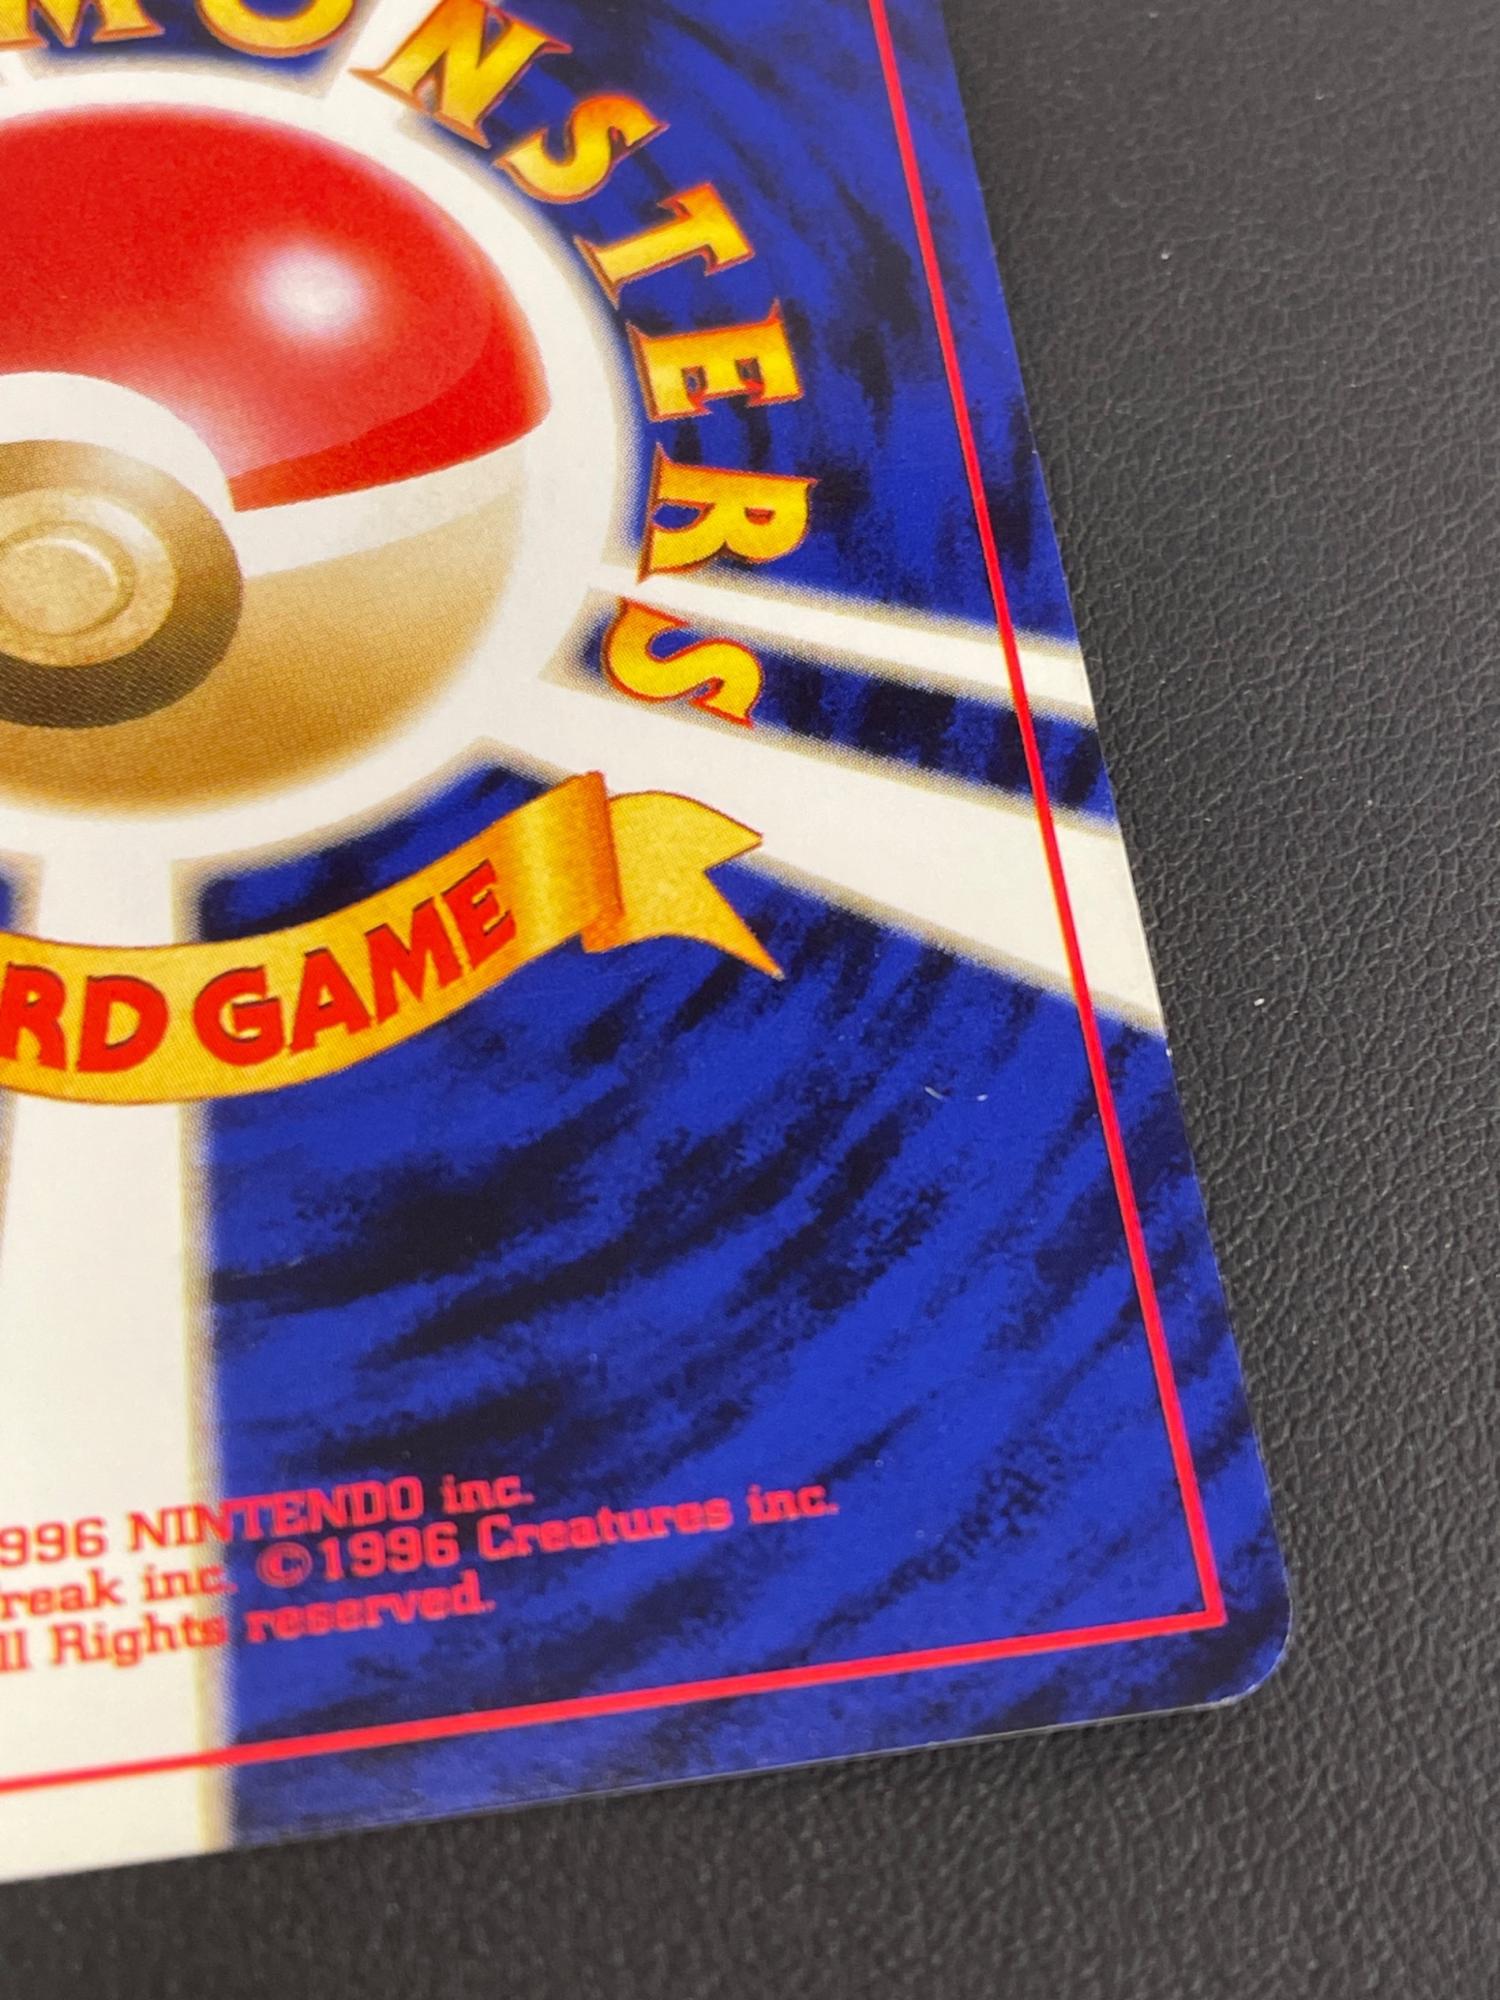 MONSTERS
RD GAME
996 NINTENDO inc.
reak inc. ©1996 Creatures inc.
ll Rights reserved.